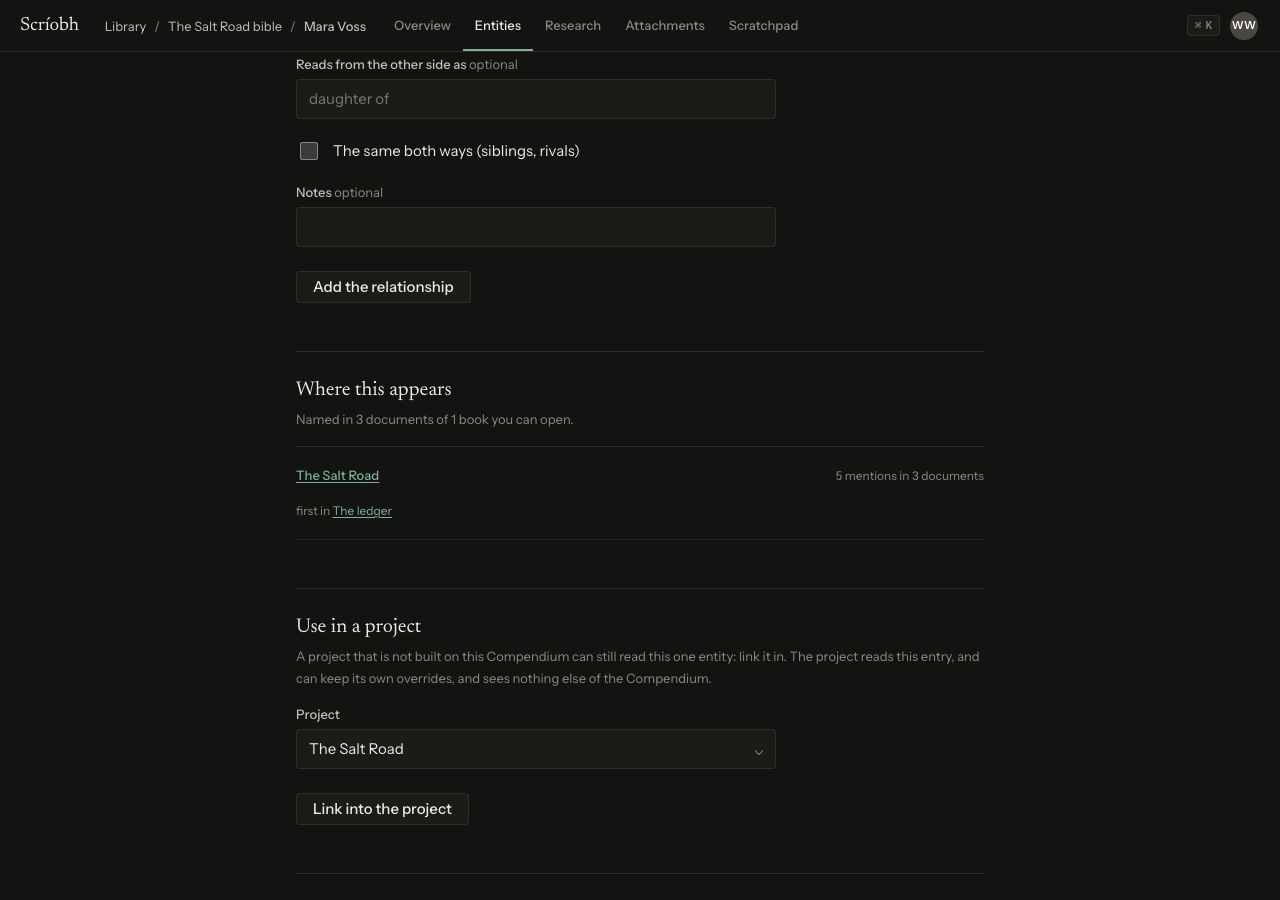 Scríobh
Library / The Salt Road bible / Mara Voss
Overview
Entities
Research
Attachments
Scratchpad
⌘ K
WW
Reads from the other side as optional
daughter of
The same both ways (siblings, rivals)
Notes optional
Add the relationship
Where this appears
Named in 3 documents of 1 book you can open.
The Salt Road
5 mentions in 3 documents
first in The ledger
Use in a project
A project that is not built on this Compendium can still read this one entity: link it in. The project reads this entry, and
can keep its own overrides, and sees nothing else of the Compendium.
Project
The Salt Road
Link into the project